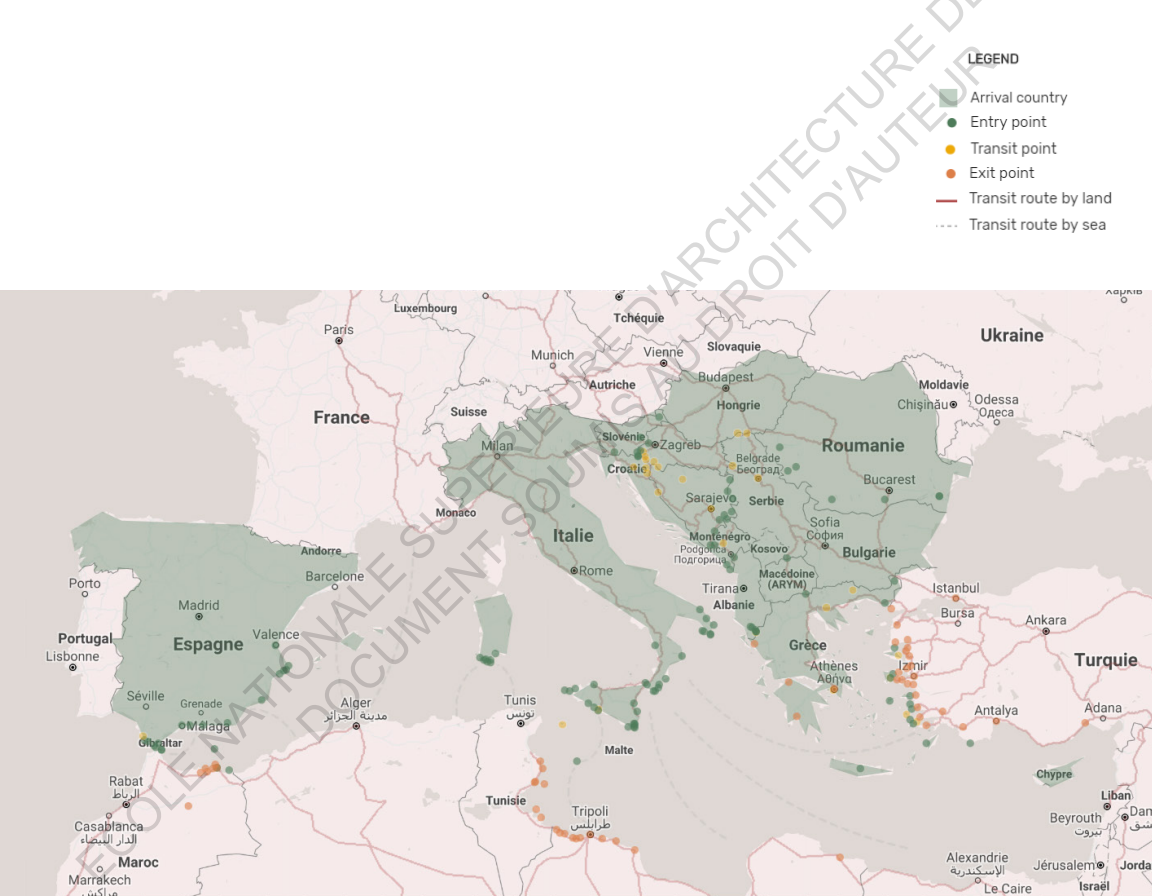 LEGEND
Arrival country
Entry point
Transit point
Exit point
Transit route by land
Transit route by sea
ECOLE NATIONALE SUPERIEURE D'ARCHITECTURE DE
DOCUMENT SOUMIS AU DROIT D'AUTEUR
Luxembourg
Tchéquie
Paris
Ukraine
Munich
Vienne
Slovaquie
Autriche
Budapest
Moldavie
Chișinău
Odessa
Одеса
Suisse
Hongrie
France
Milan
Slovénie
Zagreb
Roumanie
Croatie
Belgrade
Београд
Bucarest
Monaco
Sarajevo
Serbie
Italie
Sofia
София
Monténégro
Bulgarie
Andorre
Podgorica
Подгорица
Kosovo
Barcelone
Rome
Macédoine
(ARYM)
Porto
Tirana
Istanbul
Madrid
Albanie
Bursa
Ankara
Portugal
Espagne
Valence
Grèce
Lisbonne
Athènes
Αθήνα
Izmir
Turquie
Séville
Grenade
Alger
مدينة الجزائر
Tunis
تونس
Antalya
Adana
Málaga
Gibraltar
Malte
Chypre
Rabat
الرباط
Tunisie
Tripoli
طرابلس
Liban
Beyrouth
بيروت
Casablanca
الدار البيضاء
Alexandrie
الإسكندرية
Jérusalem
Maroc
Marrakech
مراكش
Le Caire
Israël